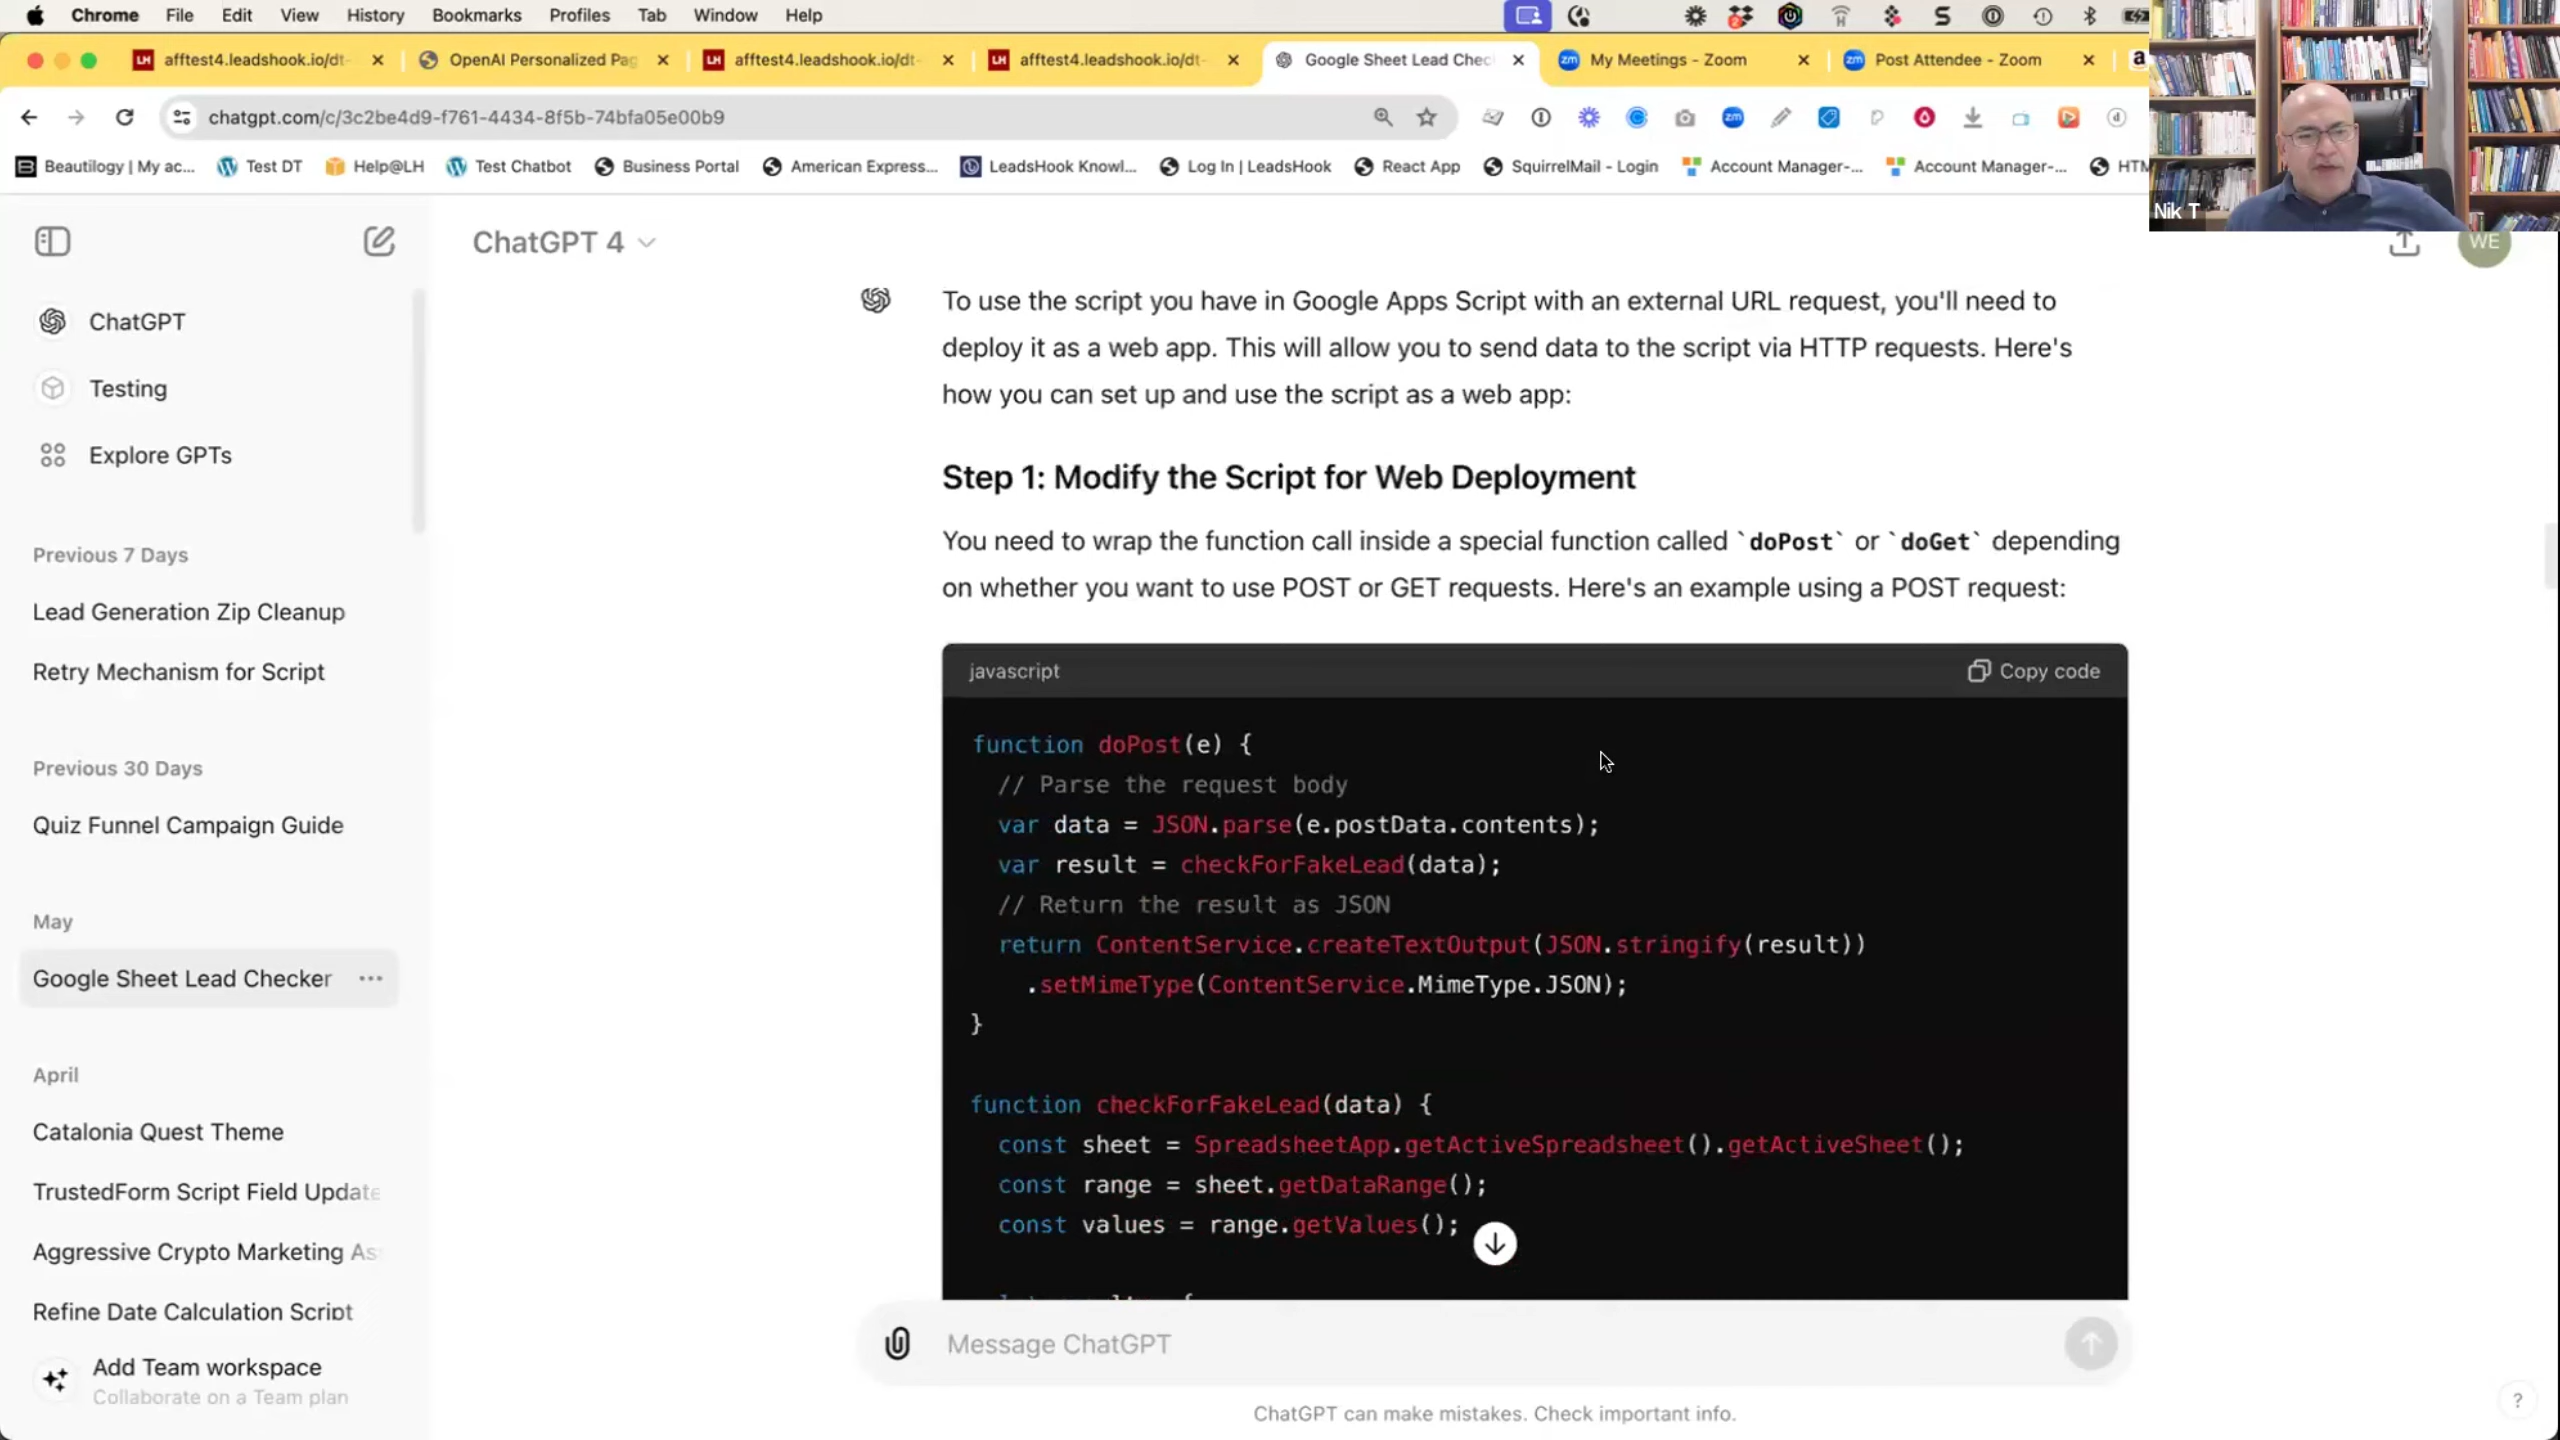 Chrome File Edit View History Bookmarks Profiles Tab Window Help
afftest4.leadshook.io/dt- OpenAI Personalized Pag afftest4.leadshook.io/dt- afftest4.leadshook.io/dt- Google Sheet Lead Chec My Meetings - Zoom Post Attendee - Zoom
chatgpt.com/c/3c2be4d9-f761-4434-8f5b-74bfa05e00b9
Beautilogy | My ac... Test DT Help@LH Test Chatbot Business Portal American Express... LeadsHook Knowl... Log In | LeadsHook React App SquirrelMail - Login Account Manager-... Account Manager-... HTM
Nik T
ChatGPT 4
WE
ChatGPT
Testing
Explore GPTs
Previous 7 Days
Lead Generation Zip Cleanup
Retry Mechanism for Script
Previous 30 Days
Quiz Funnel Campaign Guide
May
Google Sheet Lead Checker
April
Catalonia Quest Theme
TrustedForm Script Field Update
Aggressive Crypto Marketing As
Refine Date Calculation Script
Add Team workspace
Collaborate on a Team plan
To use the script you have in Google Apps Script with an external URL request, you'll need to
deploy it as a web app. This will allow you to send data to the script via HTTP requests. Here's
how you can set up and use the script as a web app:
Step 1: Modify the Script for Web Deployment
You need to wrap the function call inside a special function called `doPost` or `doGet` depending
on whether you want to use POST or GET requests. Here's an example using a POST request:
javascript Copy code
function doPost(e) {
// Parse the request body
var data = JSON.parse(e.postData.contents);
var result = checkForFakeLead(data);
// Return the result as JSON
return ContentService.createTextOutput(JSON.stringify(result))
.setMimeType(ContentService.MimeType.JSON);
}
function checkForFakeLead(data) {
const sheet = SpreadsheetApp.getActiveSpreadsheet().getActiveSheet();
const range = sheet.getDataRange();
const values = range.getValues();
Message ChatGPT
ChatGPT can make mistakes. Check important info.
?